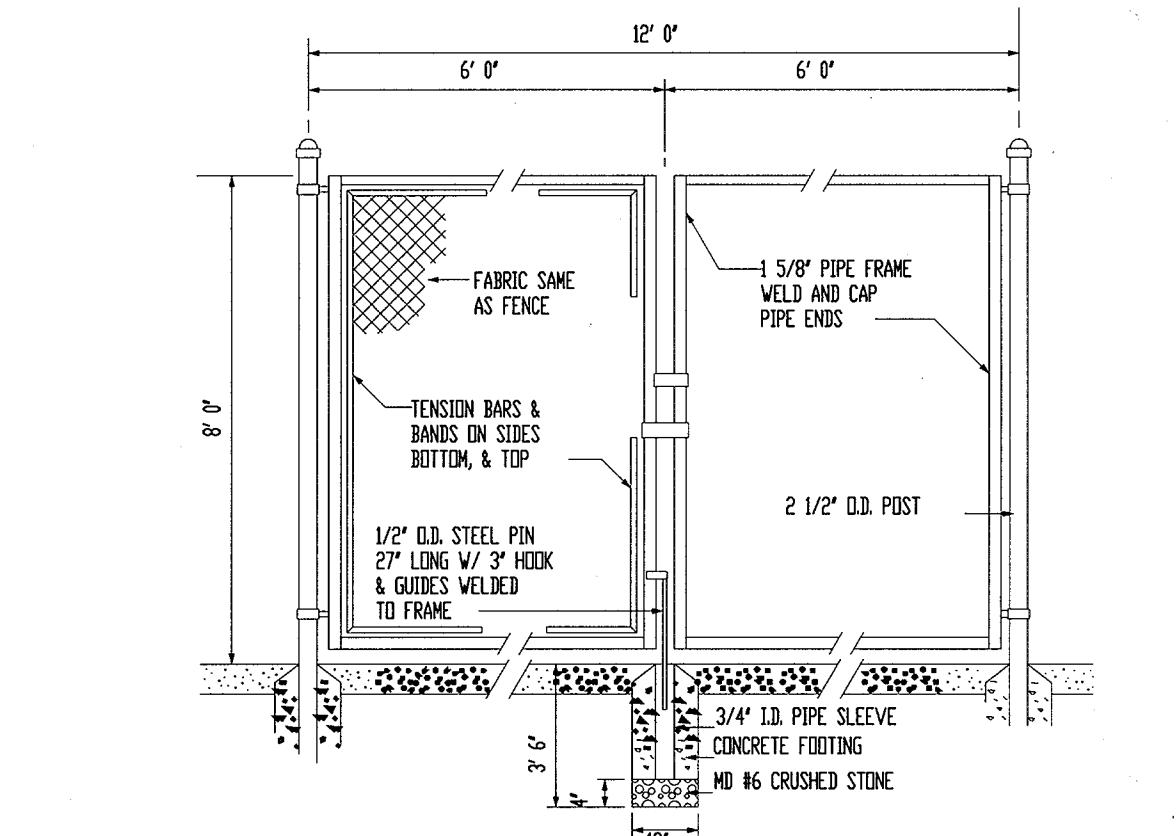 12' 0"
6' 0"
6' 0"
FABRIC SAME
AS FENCE
1 5/8" PIPE FRAME
WELD AND CAP
PIPE ENDS
8' 0"
TENSION BARS &
BANDS ON SIDES
BOTTOM, & TOP
2 1/2" O.D. POST
1/2" O.D. STEEL PIN
27" LONG W/ 3" HOOK
& GUIDES WELDED
TO FRAME
3/4" I.D. PIPE SLEEVE
CONCRETE FOOTING
MD #6 CRUSHED STONE
3' 6"
4"